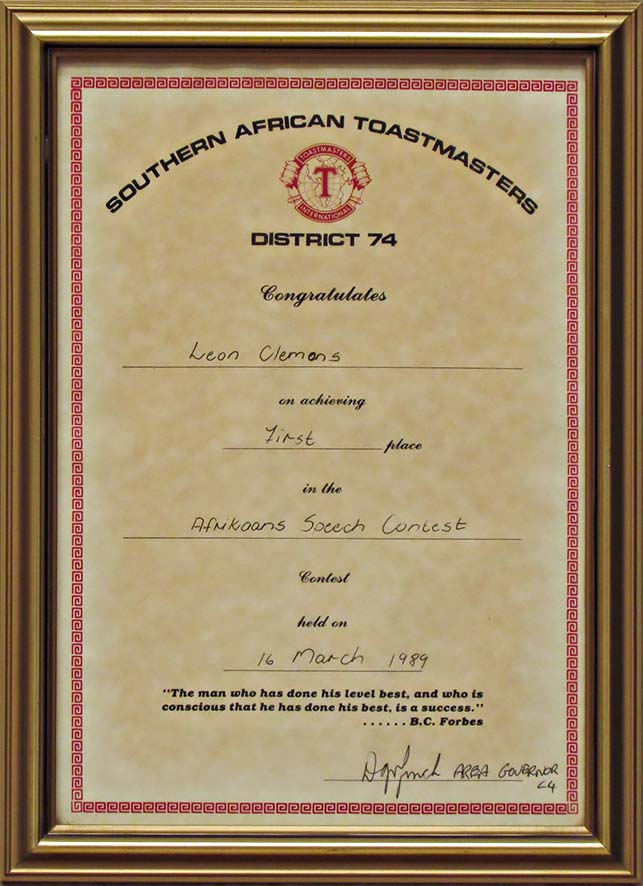 SOUTHERN AFRICAN TOASTMASTERS
TOASTMASTERS
T
INTERNATIONAL
DISTRICT 74
Congratulates
Leon Clemans
on achieving
First place
in the
Afrikaans Speech Contest
Contest
held on
16 March 1989
"The man who has done his level best, and who is
conscious that he has done his best, is a success."
...... B.C. Forbes
AREA GOVERNOR
C4